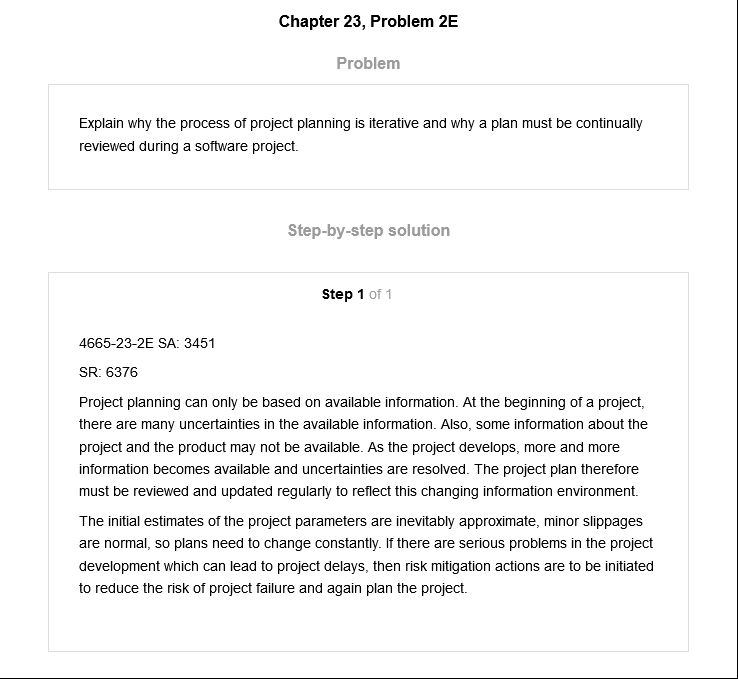 Chapter 23, Problem 2E
Problem
Explain why the process of project planning is iterative and why a plan must be continually
reviewed during a software project.
Step-by-step solution
Step 1 of 1
4665-23-2E SA: 3451
SR: 6376
Project planning can only be based on available information. At the beginning of a project,
there are many uncertainties in the available information. Also, some information about the
project and the product may not be available. As the project develops, more and more
information becomes available and uncertainties are resolved. The project plan therefore
must be reviewed and updated regularly to reflect this changing information environment.
The initial estimates of the project parameters are inevitably approximate, minor slippages
are normal, so plans need to change constantly. If there are serious problems in the project
development which can lead to project delays, then risk mitigation actions are to be initiated
to reduce the risk of project failure and again plan the project.